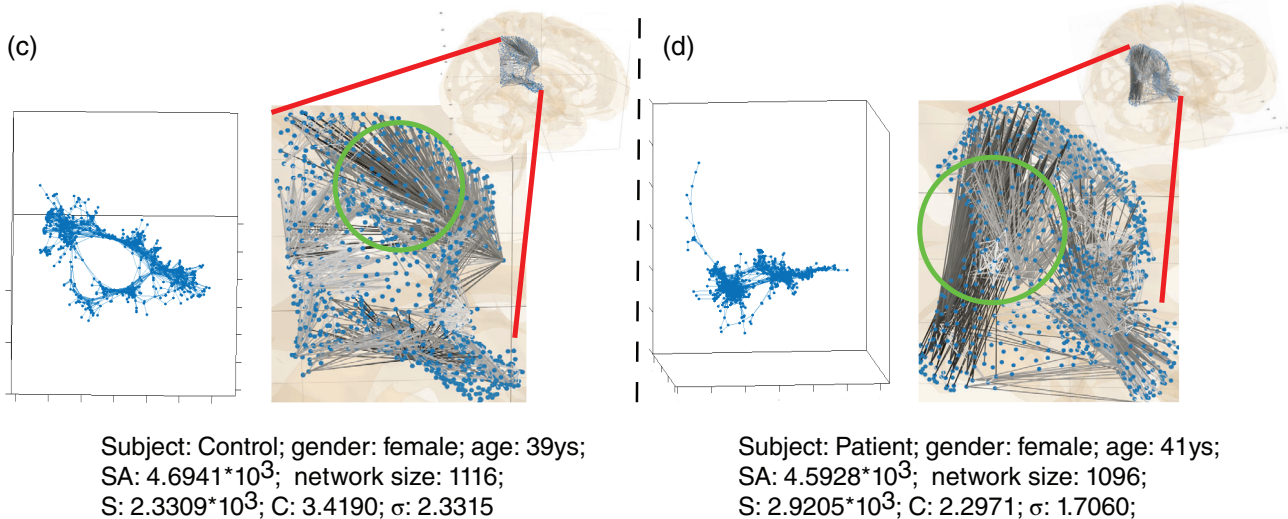 (c)
(d)
Subject: Control; gender: female; age: 39ys;
SA: 4.6941*10³;  network size: 1116;
S: 2.3309*10³; C: 3.4190; σ: 2.3315
Subject: Patient; gender: female; age: 41ys;
SA: 4.5928*10³;  network size: 1096;
S: 2.9205*10³; C: 2.2971; σ: 1.7060;